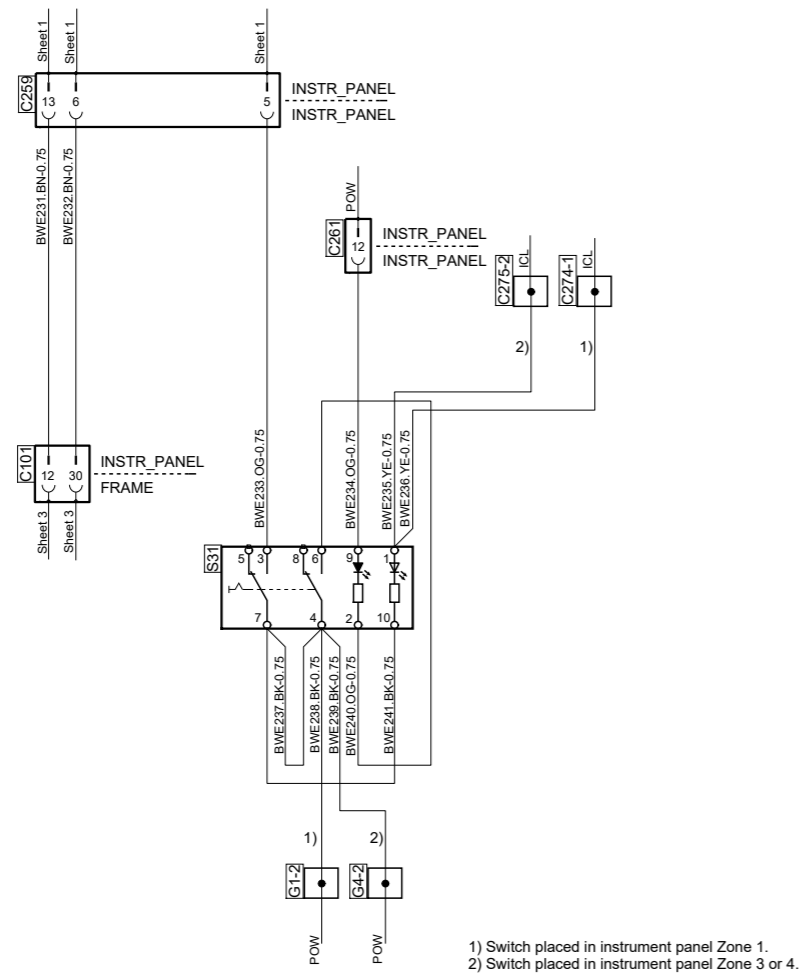 Sheet 1
Sheet 1
Sheet 1
C259
13
6
5
INSTR_PANEL
INSTR_PANEL
BWE231.BN-0.75
BWE232.BN-0.75
POW
C261
12
INSTR_PANEL
INSTR_PANEL
C275-2
ICL
C274-1
ICL
2)
1)
C101
12
30
INSTR_PANEL
FRAME
Sheet 3
Sheet 3
BWE233.OG-0.75
BWE234.OG-0.75
BWE235.YE-0.75
BWE236.YE-0.75
S31
5
3
8
6
9
1
7
4
2
10
BWE237.BK-0.75
BWE238.BK-0.75
BWE239.BK-0.75
BWE240.OG-0.75
BWE241.BK-0.75
1)
2)
G1-2
G4-2
POW
POW
1) Switch placed in instrument panel Zone 1.
2) Switch placed in instrument panel Zone 3 or 4.